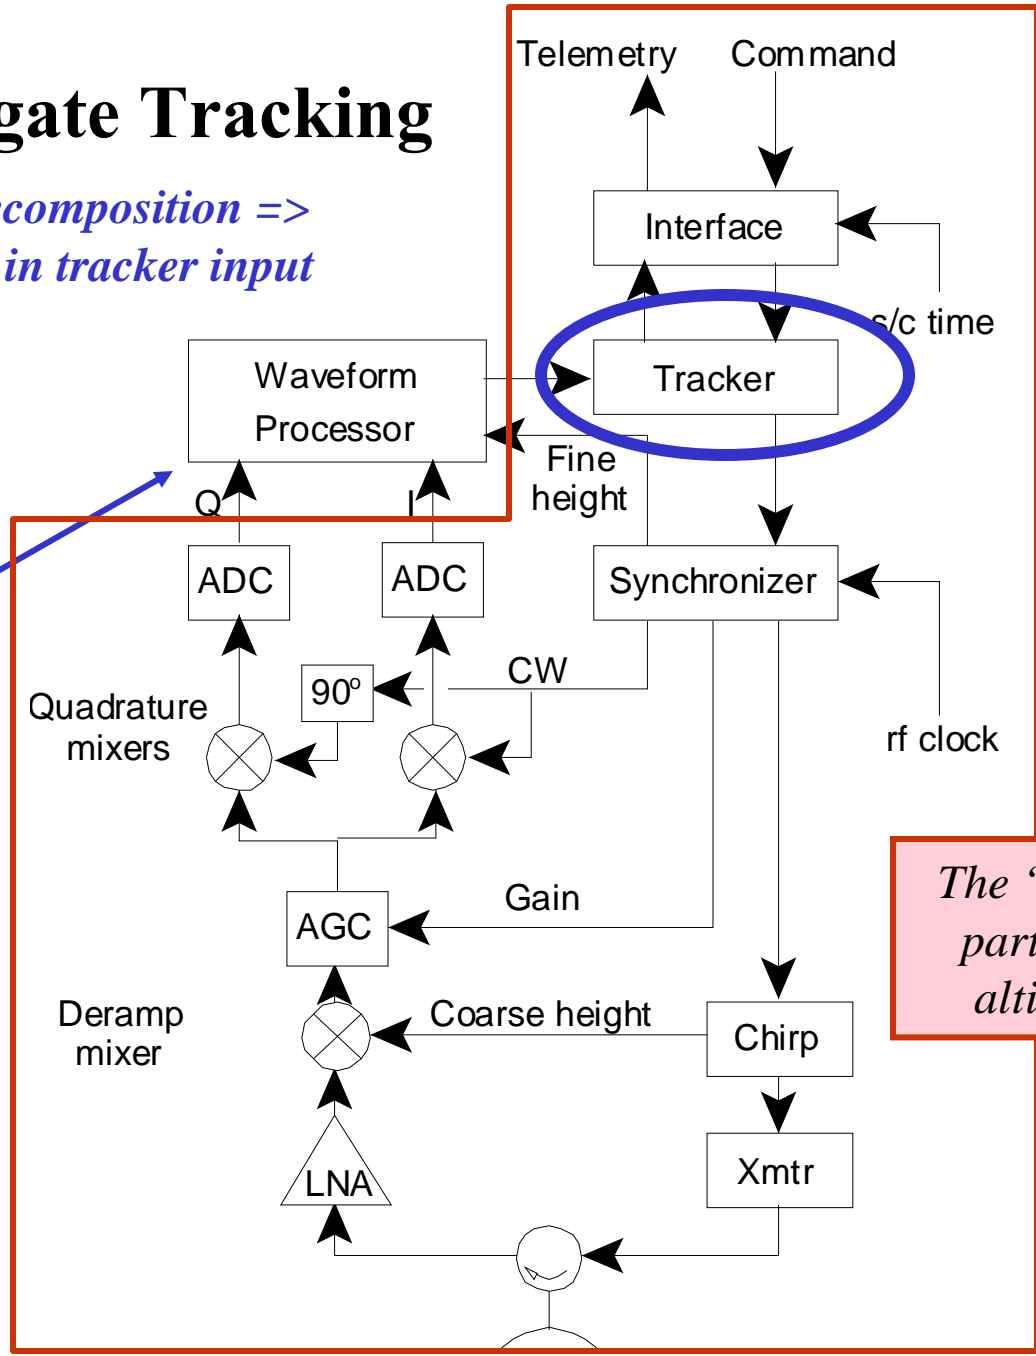 Telemetry
Command
gate Tracking
composition =>
in tracker input
Interface
s/c time
Tracker
Waveform
Processor
Fine
height
Q
I
ADC
ADC
Synchronizer
CW
90º
Quadrature
mixers
rf clock
The ‘
part
alti
Gain
AGC
Deramp
mixer
Coarse height
Chirp
LNA
Xmtr